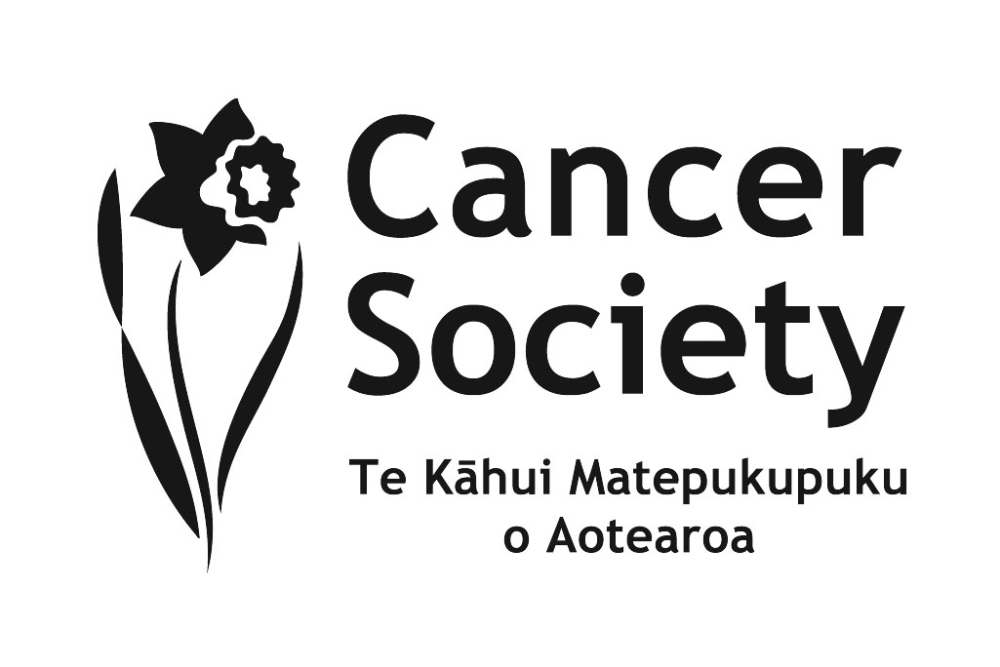 Cancer
Society
Te Kāhui Matepukupuku
o Aotearoa